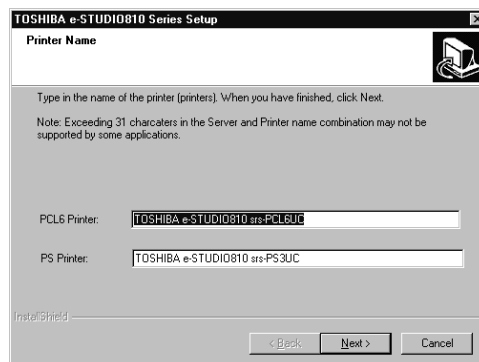 TOSHIBA e-STUDIO810 Series Setup
Printer Name
Type in the name of the printer (printers). When you have finished, click Next.
Note: Exceeding 31 charcaters in the Server and Printer name combination may not be
supported by some applications.
PCL6 Printer: TOSHIBA e-STUDIO810 srs-PCL6UC
PS Printer: TOSHIBA e-STUDIO810 srs-PS3UC
InstallShield
< Back Next > Cancel